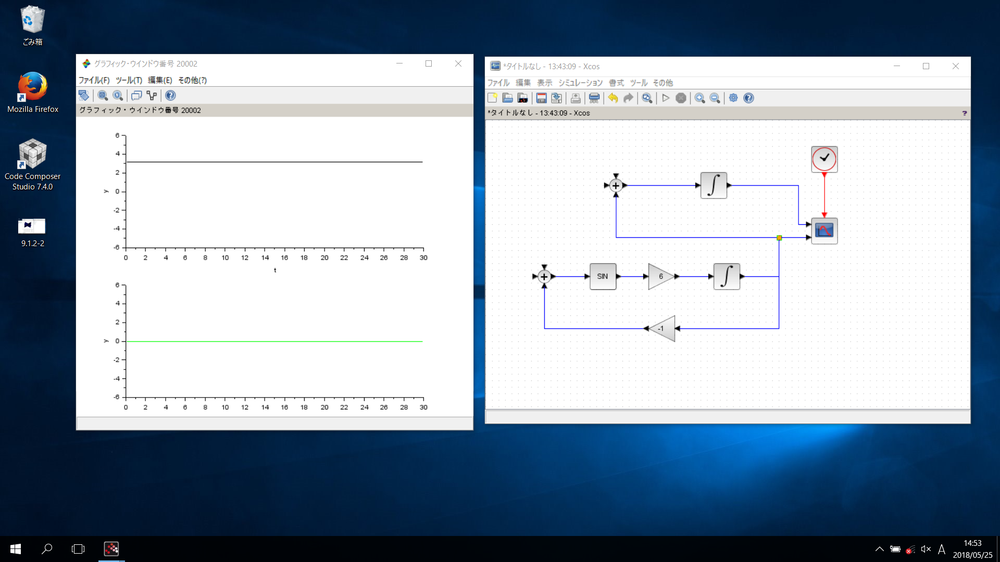 ごみ箱
Mozilla Firefox
Code Composer
Studio 7.4.0
9.1.2-2
グラフィック・ウインドウ番号 20002
ファイル(F) ツール(T) 編集(E) その他(?)
グラフィック・ウインドウ番号 20002
6
4
2
0
-2
-4
-6
y
0 2 4 6 8 10 12 14 16 18 20 22 24 26 28 30
t
6
4
2
0
-2
-4
-6
y
0 2 4 6 8 10 12 14 16 18 20 22 24 26 28 30
*タイトルなし - 13:43:09 - Xcos
ファイル 編集 表示 シミュレーション 書式 ツール その他
*タイトルなし - 13:43:09 - Xcos ?
+
∫
+ SIN 6 ∫
-1
A
14:53
2018/05/25